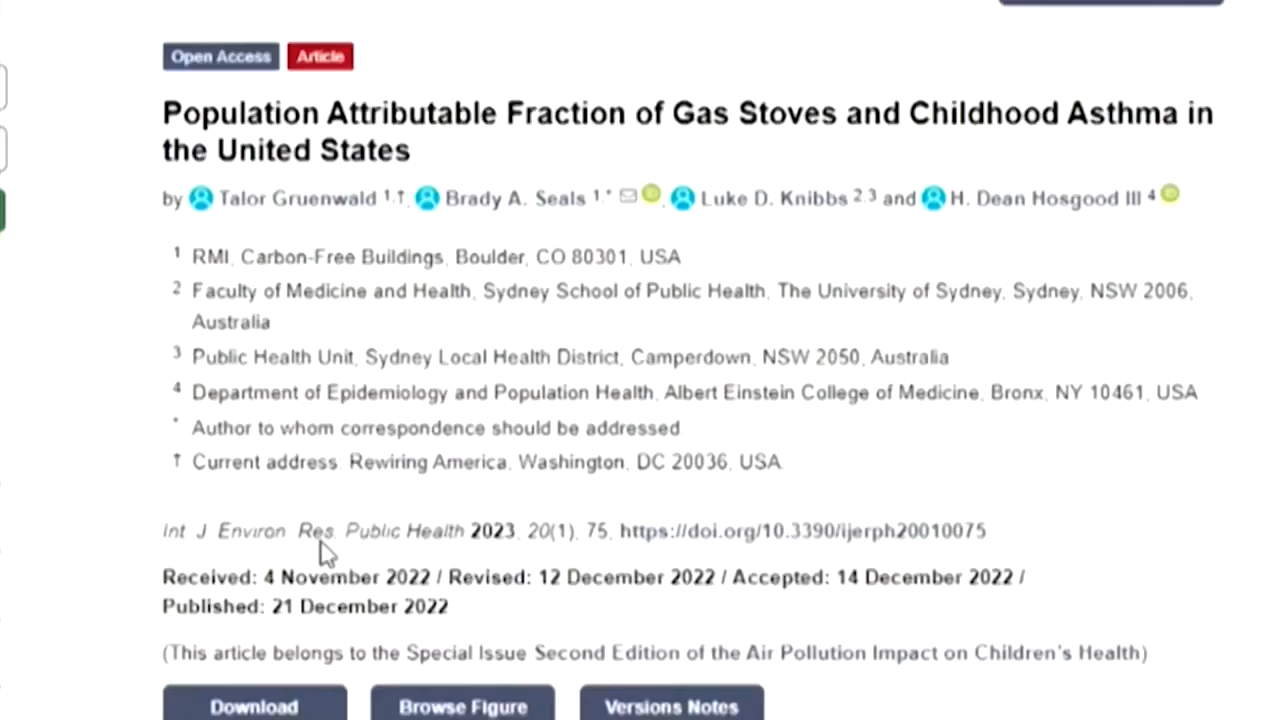 Open Access Article
Population Attributable Fraction of Gas Stoves and Childhood Asthma in
the United States
by Talor Gruenwald 1,†, Brady A. Seals 1,*, Luke D. Knibbs 2,3 and H. Dean Hosgood III 4
1 RMI, Carbon-Free Buildings, Boulder, CO 80301, USA
2 Faculty of Medicine and Health, Sydney School of Public Health, The University of Sydney, Sydney, NSW 2006,
Australia
3 Public Health Unit, Sydney Local Health District, Camperdown, NSW 2050, Australia
4 Department of Epidemiology and Population Health, Albert Einstein College of Medicine, Bronx, NY 10461, USA
* Author to whom correspondence should be addressed.
† Current address: Rewiring America, Washington, DC 20036, USA.
Int. J. Environ. Res. Public Health 2023, 20(1), 75, https://doi.org/10.3390/ijerph20010075
Received: 4 November 2022 / Revised: 12 December 2022 / Accepted: 14 December 2022 /
Published: 21 December 2022
(This article belongs to the Special Issue Second Edition of the Air Pollution Impact on Children's Health)
Download Browse Figure Versions Notes